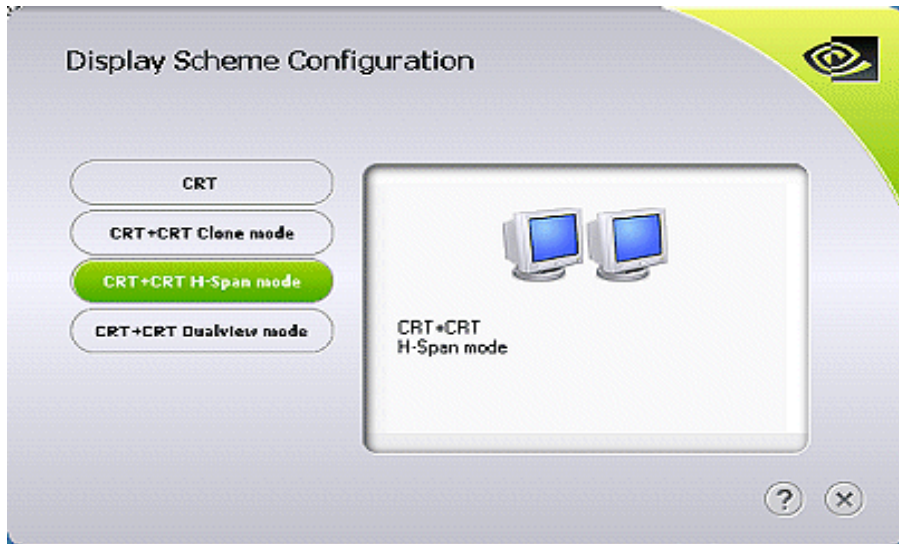 Display Scheme Configuration
CRT
CRT+CRT Clone mode
CRT+CRT H-Span mode
CRT+CRT Dualview mode
CRT+CRT
H-Span mode
?